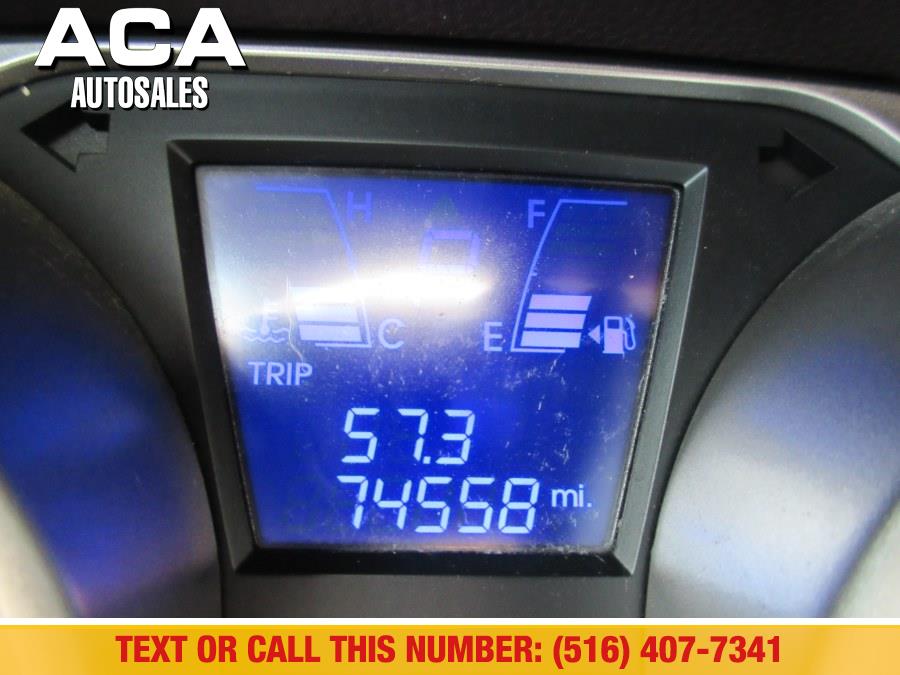 ACA
AUTOSALES
H
F
C
E
TRIP
57.3
74558 mi.
TEXT OR CALL THIS NUMBER: (516) 407-7341